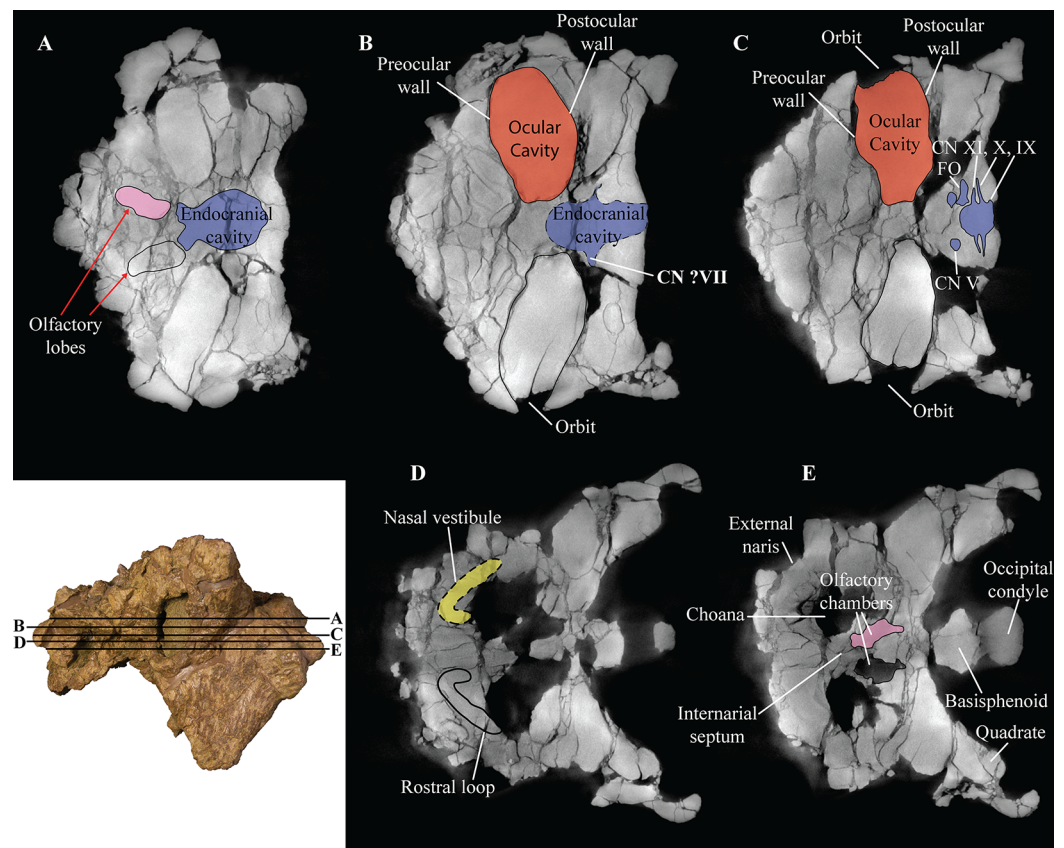 A
Endocranial
cavity
Olfactory
lobes
B
Postocular
wall
Preocular
wall
Ocular
Cavity
Endocranial
cavity
CN ?VII
Orbit
C
Orbit
Postocular
wall
Preocular
wall
Ocular
Cavity
CN XI, X, IX
FO
CN V
Orbit
B
D
A
C
E
D
Nasal vestibule
Rostral loop
E
External
naris
Olfactory
chambers
Occipital
condyle
Choana
Internarial
septum
Basisphenoid
Quadrate